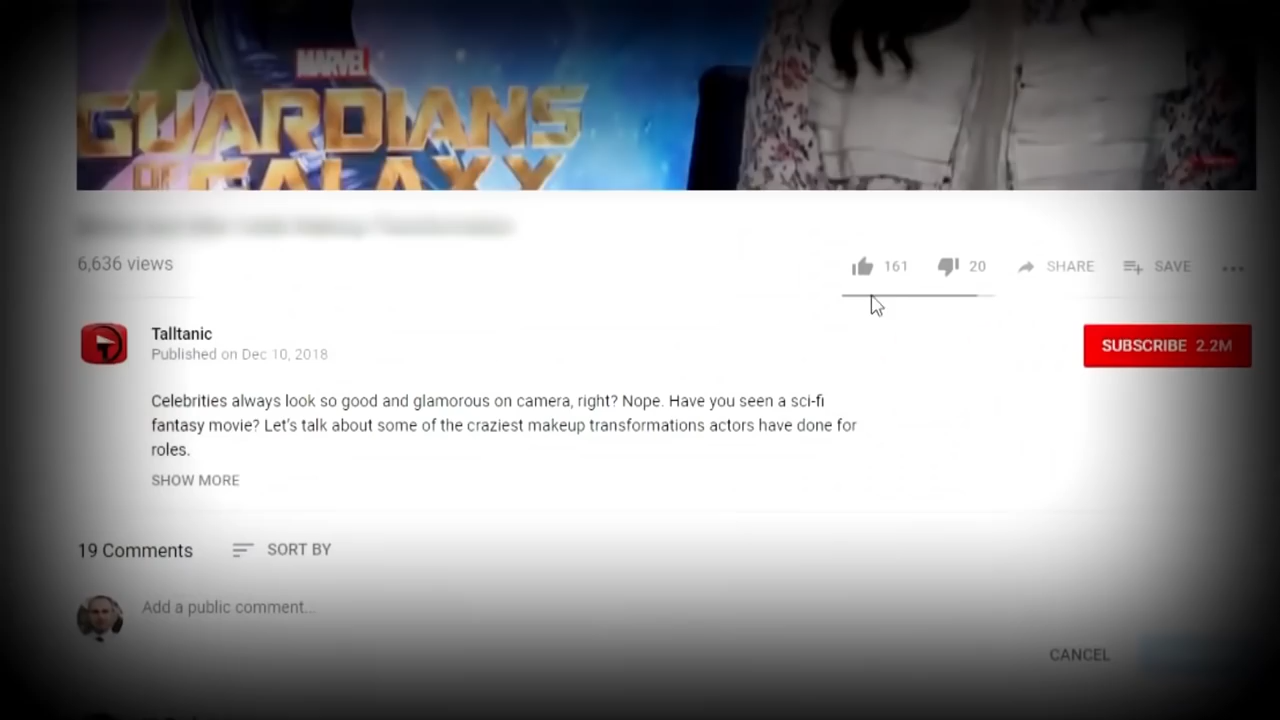 MARVEL
GUARDIANS
OF GALAXY
6,636 views
161 20 SHARE SAVE
Talltanic
Published on Dec 10, 2018
SUBSCRIBE 2.2M
Celebrities always look so good and glamorous on camera, right? Nope. Have you seen a sci-fi
fantasy movie? Let's talk about some of the craziest makeup transformations actors have done for
roles.
SHOW MORE
19 Comments SORT BY
Add a public comment...
CANCEL